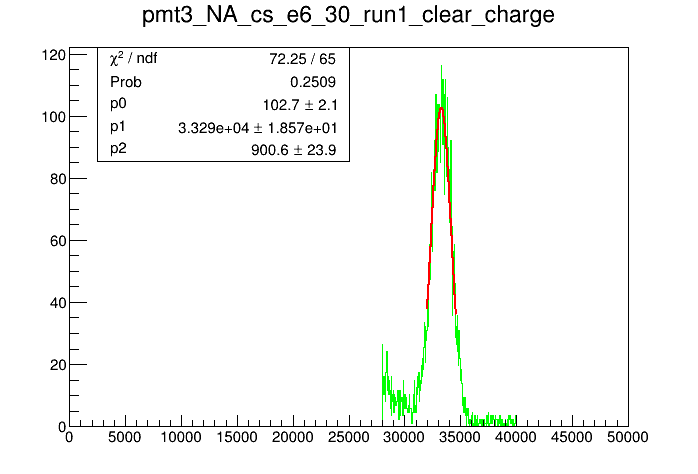 pmt3_NA_cs_e6_30_run1_clear_charge
χ² / ndf 72.25 / 65
Prob 0.2509
p0 102.7 ± 2.1
p1 3.329e+04 ± 1.857e+01
p2 900.6 ± 23.9
120
100
80
60
40
20
0
0 5000 10000 15000 20000 25000 30000 35000 40000 45000 50000